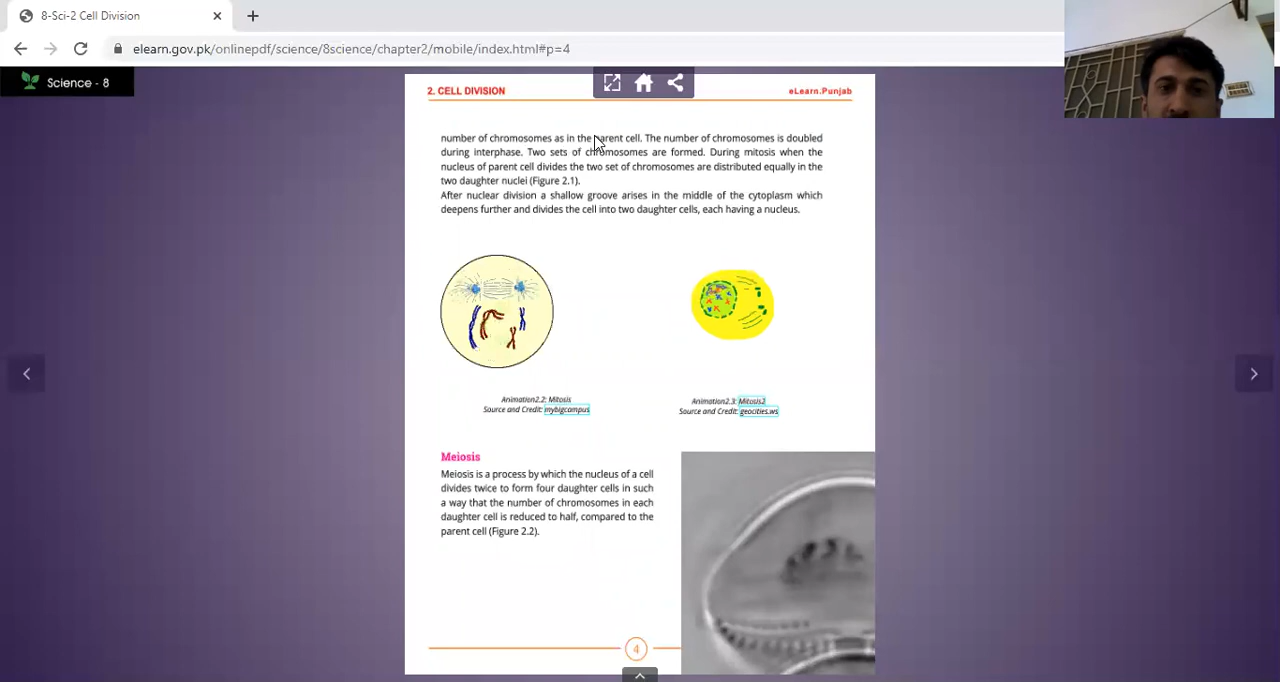 8-Sci-2 Cell Division
elearn.gov.pk/onlinepdf/science/8science/chapter2/mobile/index.html#p=4
Science - 8
2. CELL DIVISION
eLearn.Punjab
number of chromosomes as in the parent cell. The number of chromosomes is doubled
during interphase. Two sets of chromosomes are formed. During mitosis when the
nucleus of parent cell divides the two set of chromosomes are distributed equally in the
two daughter nuclei (Figure 2.1).
After nuclear division a shallow groove arises in the middle of the cytoplasm which
deepens further and divides the cell into two daughter cells, each having a nucleus.
Animation2.2: Mitosis
Source and Credit: mybigcampus
Animation2.3: Mitosis2
Source and Credit: geocities.ws
Meiosis
Meiosis is a process by which the nucleus of a cell
divides twice to form four daughter cells in such
a way that the number of chromosomes in each
daughter cell is reduced to half, compared to the
parent cell (Figure 2.2).
4